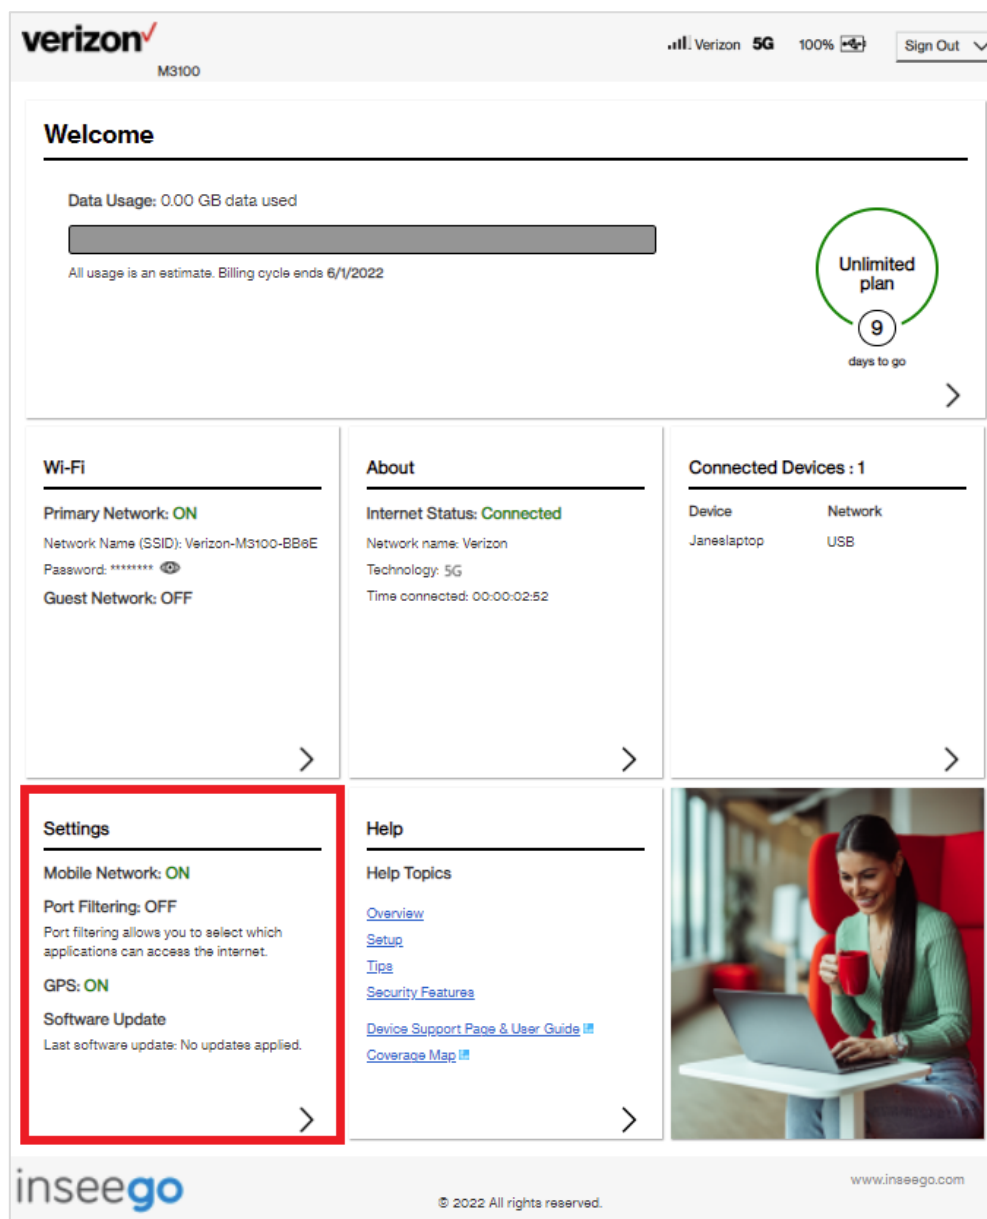 verizon
Verizon 5G 100% Sign Out
M3100
Welcome
Data Usage: 0.00 GB data used
All usage is an estimate. Billing cycle ends 6/1/2022
Unlimited
plan
9
days to go
Wi-Fi
Primary Network: ON
Network Name (SSID): Verizon-M3100-BB6E
Password: ********
Guest Network: OFF
About
Internet Status: Connected
Network name: Verizon
Technology: 5G
Time connected: 00:00:02:52
Connected Devices : 1
Device Network
Janeslaptop USB
Settings
Mobile Network: ON
Port Filtering: OFF
Port filtering allows you to select which
applications can access the internet.
GPS: ON
Software Update
Last software update: No updates applied.
Help
Help Topics
Overview
Setup
Tips
Security Features
Device Support Page & User Guide
Coverage Map
inseego
© 2022 All rights reserved.
www.inseego.com